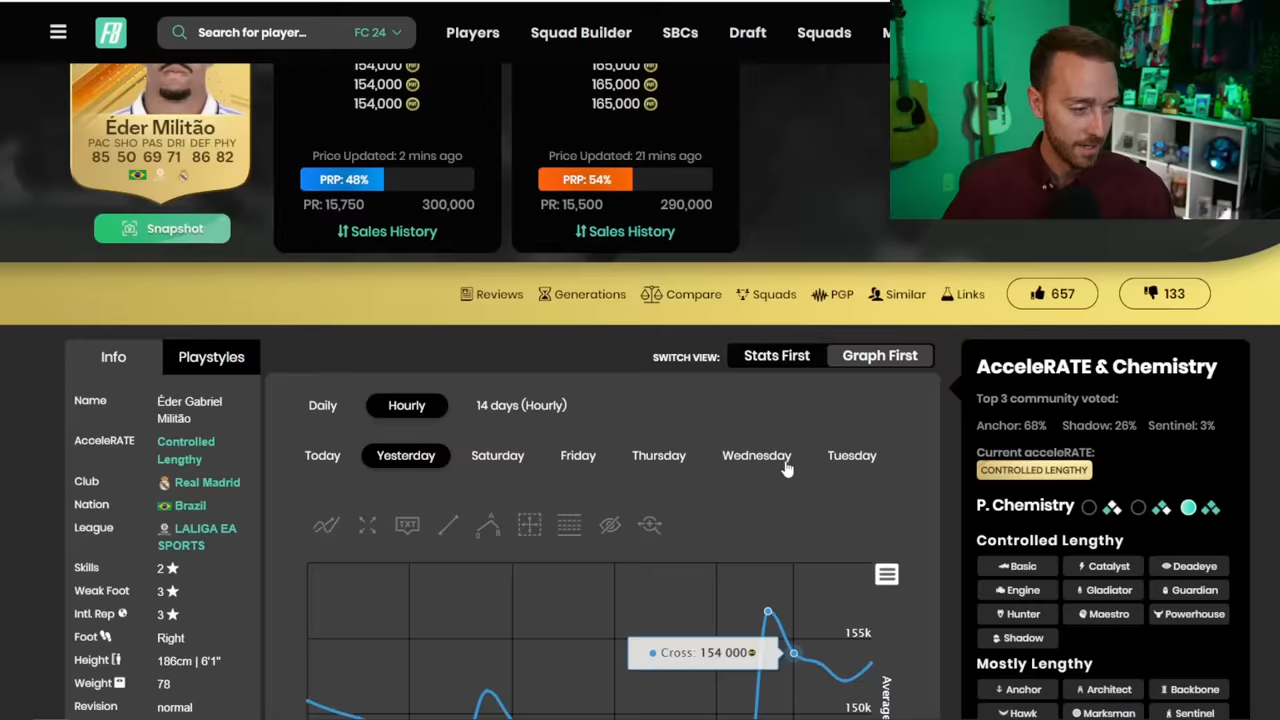 FB
Search for player...
FC 24
Players
Squad Builder
SBCs
Draft
Squads
M
154,000
154,000
154,000
165,000
165,000
165,000
Éder Militão
PAC SHO PAS DRI DEF PHY
85 50 69 71 86 82
Snapshot
Price Updated: 2 mins ago
PRP: 48%
PR: 15,750
300,000
Sales History
Price Updated: 21 mins ago
PRP: 54%
PR: 15,500
290,000
Sales History
Reviews
Generations
Compare
Squads
PGP
Similar
Links
657
133
Info
Playstyles
Name
Éder Gabriel
Militão
AcceleRATE
Controlled
Lengthy
Club
Real Madrid
Nation
Brazil
League
LALIGA EA
SPORTS
Skills
2
Weak Foot
3
Intl. Rep
3
Foot
Right
Height
186cm | 6'1"
Weight
78
Revision
normal
SWITCH VIEW:
Stats First
Graph First
Daily
Hourly
14 days (Hourly)
Today
Yesterday
Saturday
Friday
Thursday
Wednesday
Tuesday
TXT
Cross: 154 000
155k
150k
Average
AcceleRATE & Chemistry
Top 3 community voted:
Anchor: 68%
Shadow: 26%
Sentinel: 3%
Current acceleRATE:
CONTROLLED LENGTHY
P. Chemistry
Controlled Lengthy
Basic
Catalyst
Deadeye
Engine
Gladiator
Guardian
Hunter
Maestro
Powerhouse
Shadow
Mostly Lengthy
Anchor
Architect
Backbone
Hawk
Marksman
Sentinel